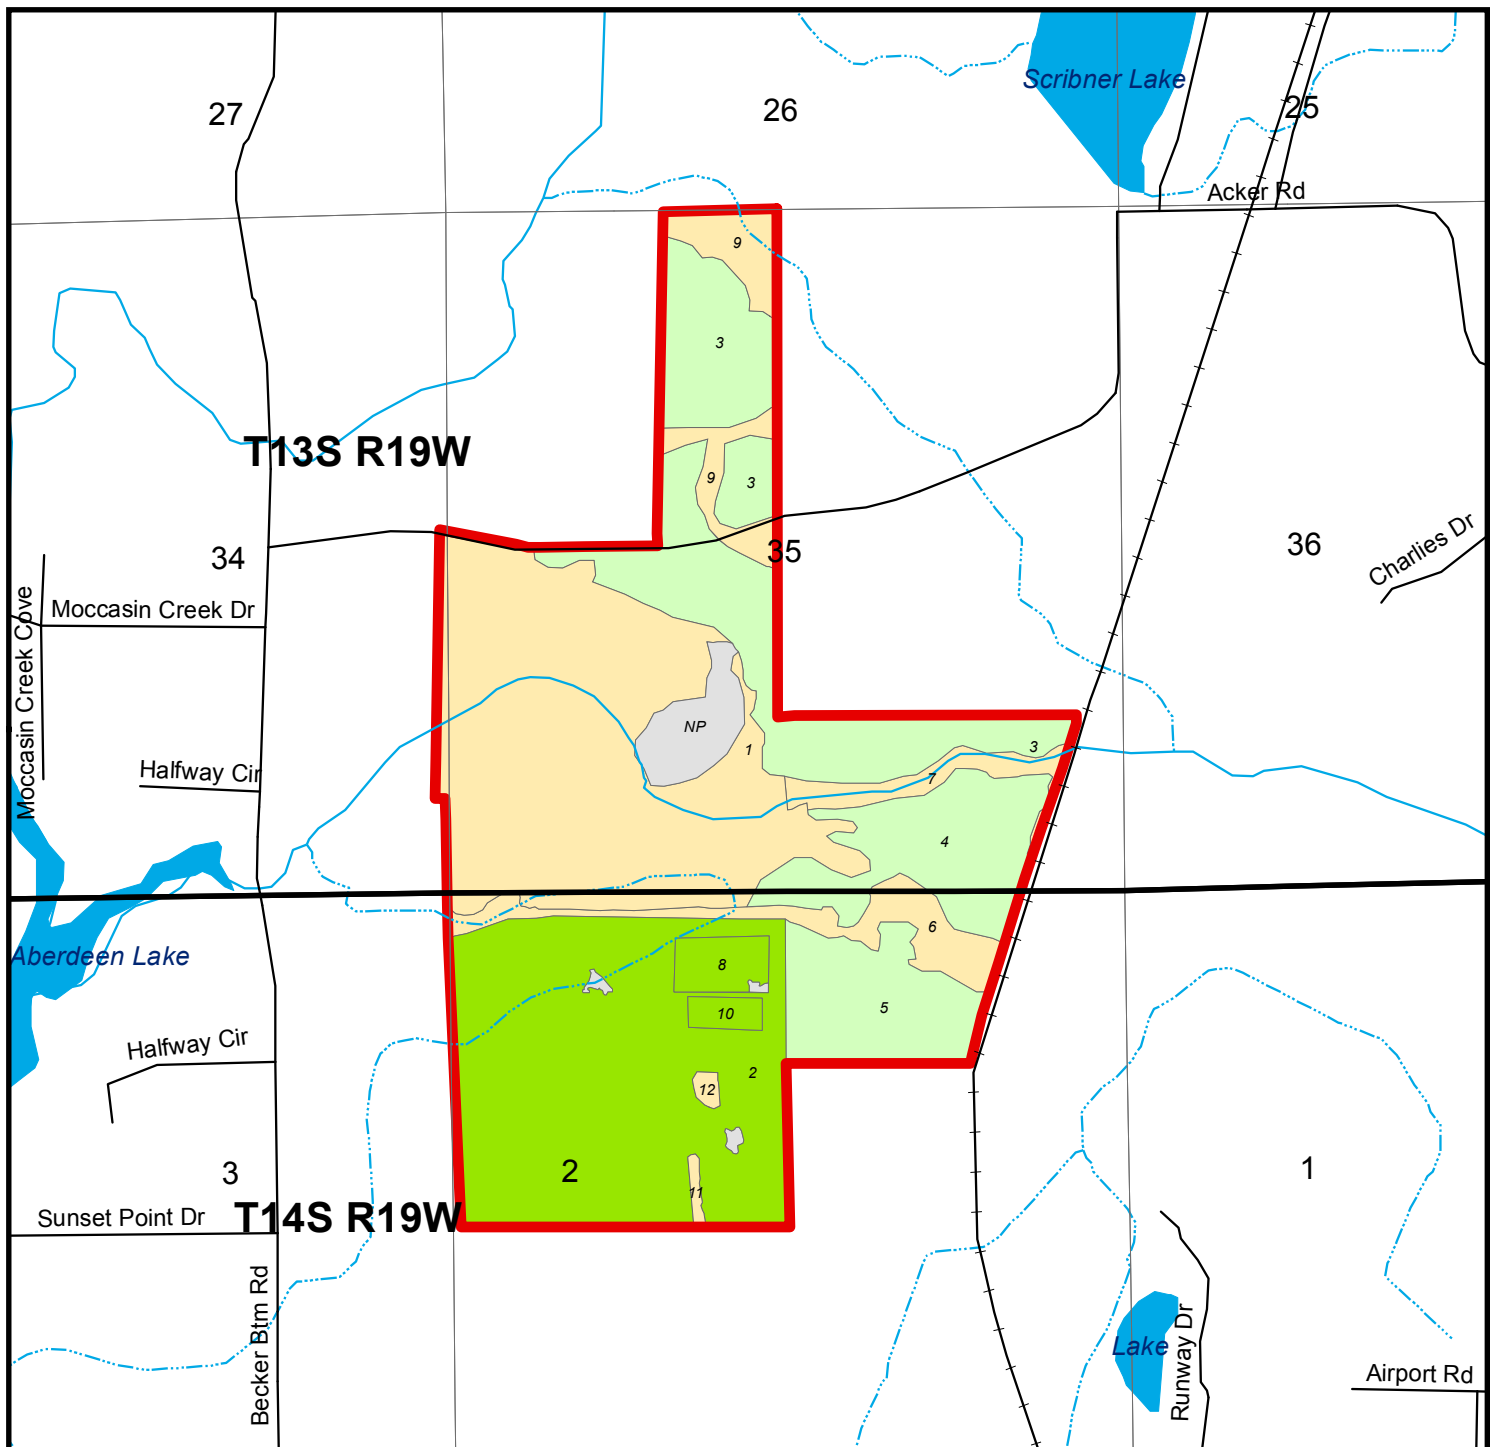 27
26
Scribner Lake
25
Acker Rd
9
3
T13S R19W
9
3
34
35
36
Charlies Dr
Moccasin Creek Dr
Moccasin Creek Cove
NP
1
3
7
Halfway Cir
4
6
Aberdeen Lake
8
5
10
Halfway Cir
2
12
3
2
1
11
Sunset Point Dr
T14S R19W
Becker Btm Rd
Lake
Runway Dr
Airport Rd